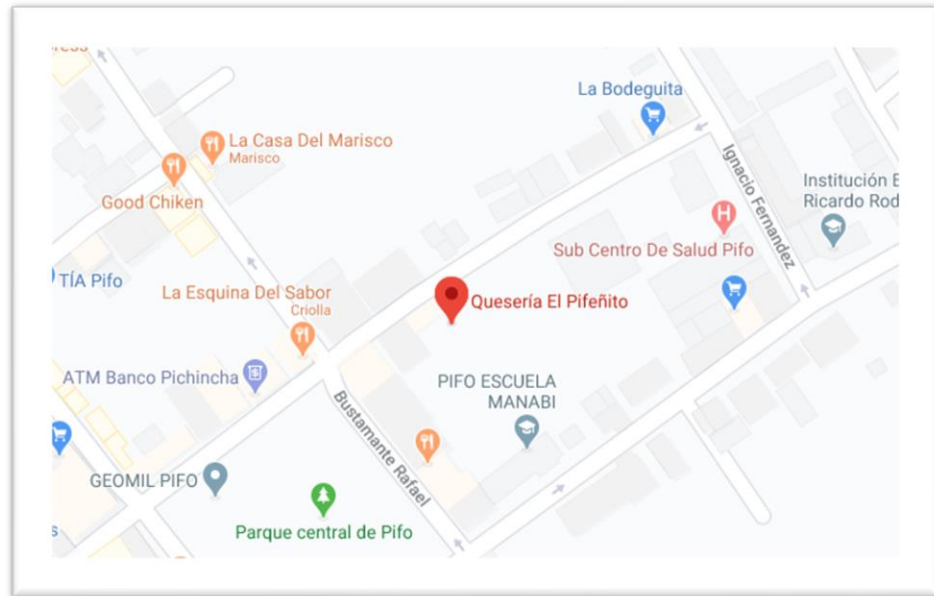 La Bodeguita
La Casa Del Marisco
Marisco
Good Chiken
Ignacio Fernandez
Institución E
Ricardo Rod
Sub Centro De Salud Pifo
TÍA Pifo
La Esquina Del Sabor
Criolla
Quesería El Pifeñito
ATM Banco Pichincha
PIFO ESCUELA
MANABI
Bustamante Rafael
GEOMIL PIFO
Parque central de Pifo